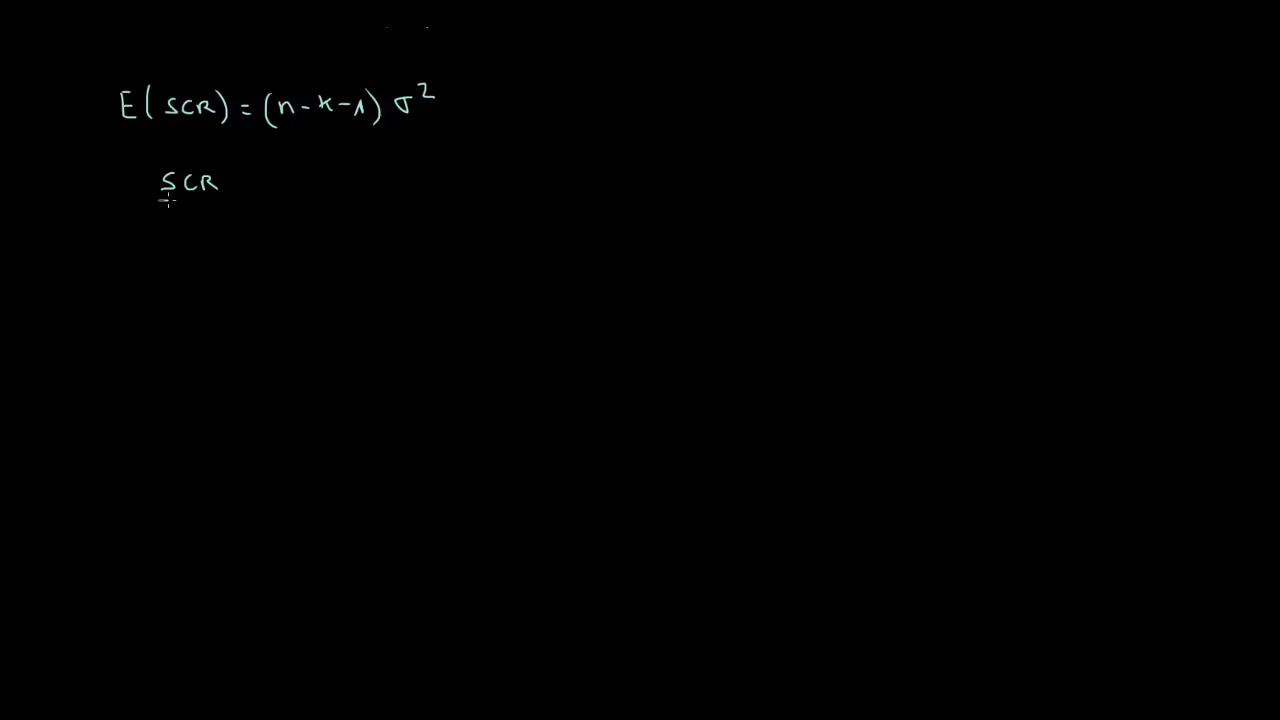 E(SCR) = (n-k-1) σ²
SCR